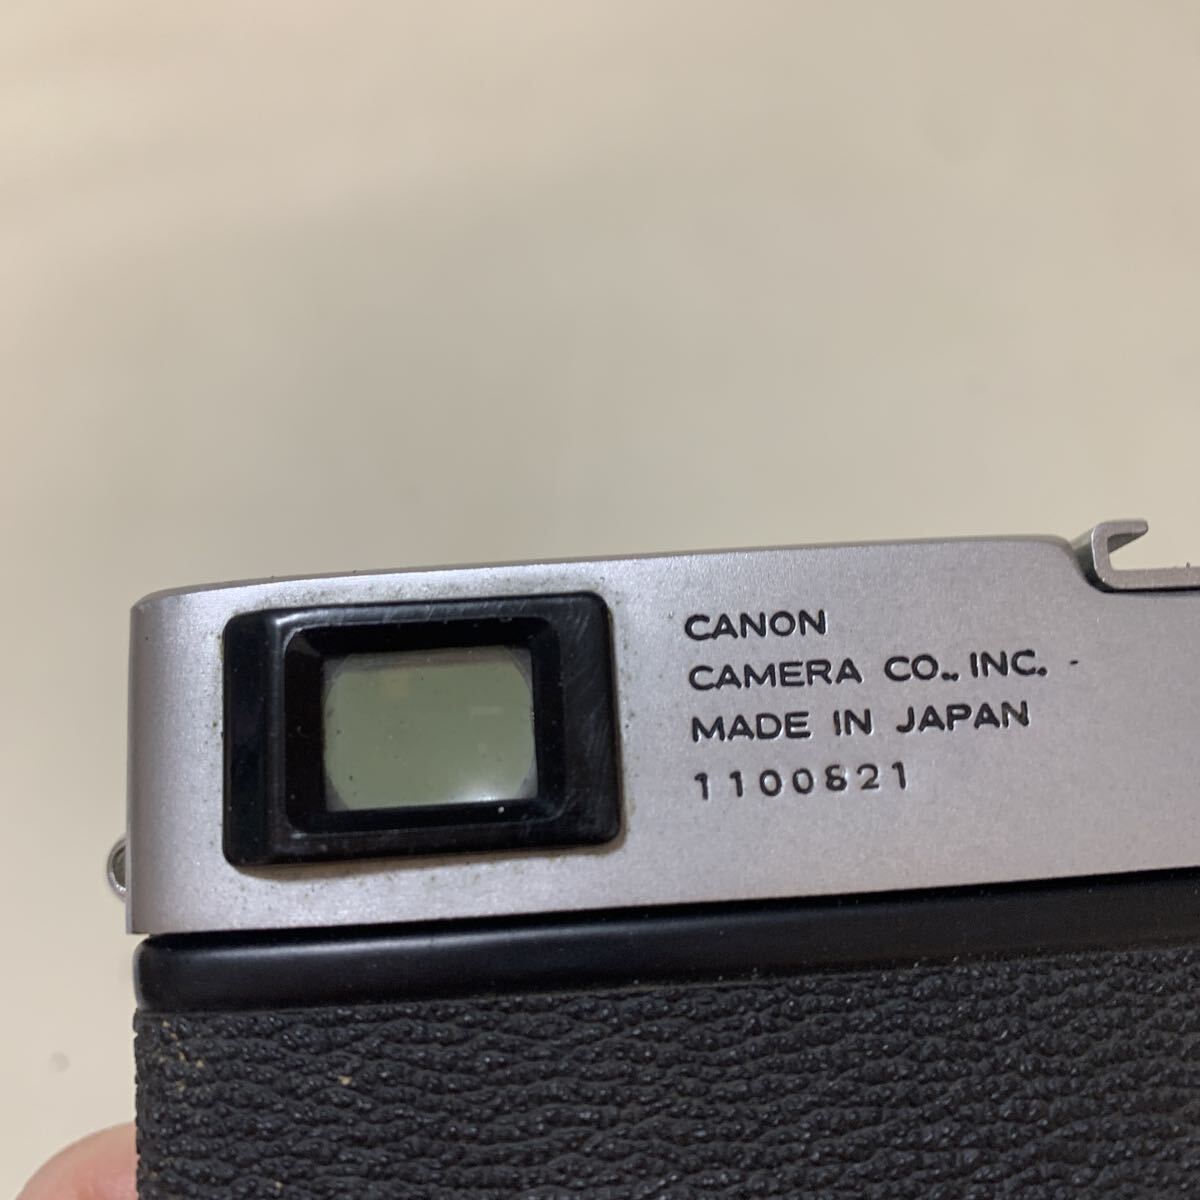 CANON
CAMERA CO., INC.
MADE IN JAPAN
1100821